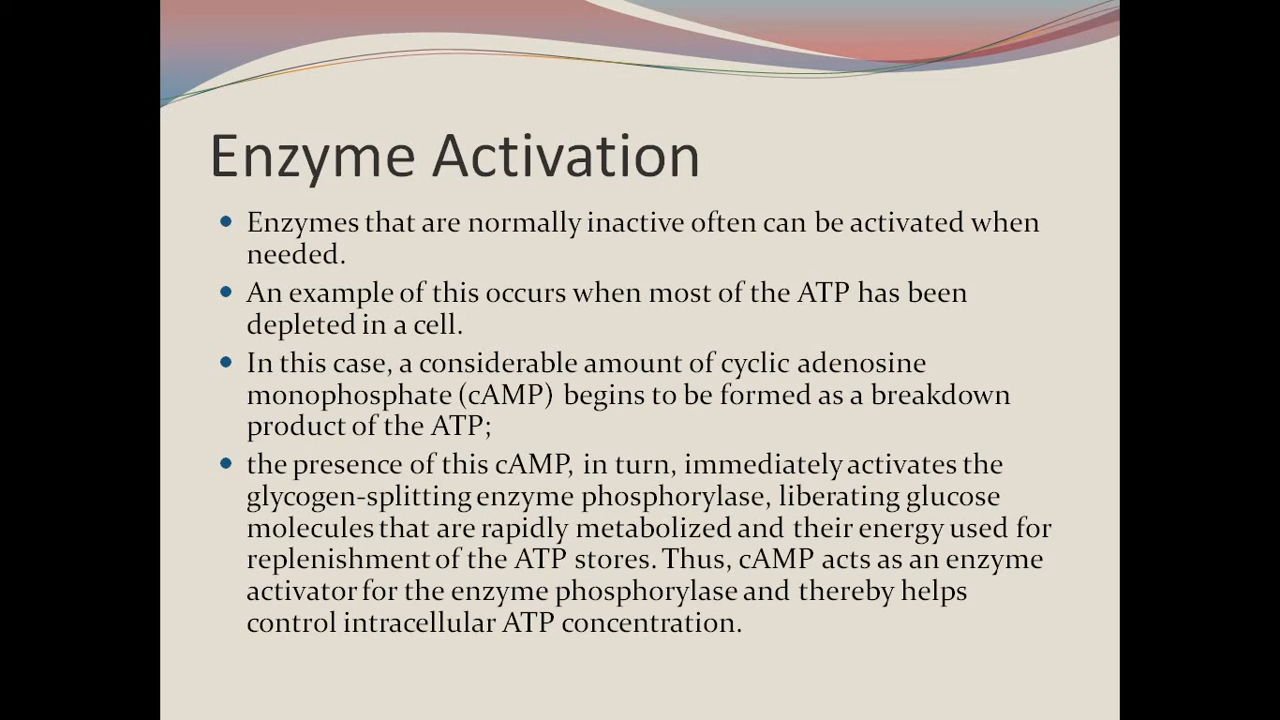 Enzyme Activation
• Enzymes that are normally inactive often can be activated when
needed.
• An example of this occurs when most of the ATP has been
depleted in a cell.
• In this case, a considerable amount of cyclic adenosine
monophosphate (cAMP) begins to be formed as a breakdown
product of the ATP;
• the presence of this cAMP, in turn, immediately activates the
glycogen-splitting enzyme phosphorylase, liberating glucose
molecules that are rapidly metabolized and their energy used for
replenishment of the ATP stores. Thus, cAMP acts as an enzyme
activator for the enzyme phosphorylase and thereby helps
control intracellular ATP concentration.